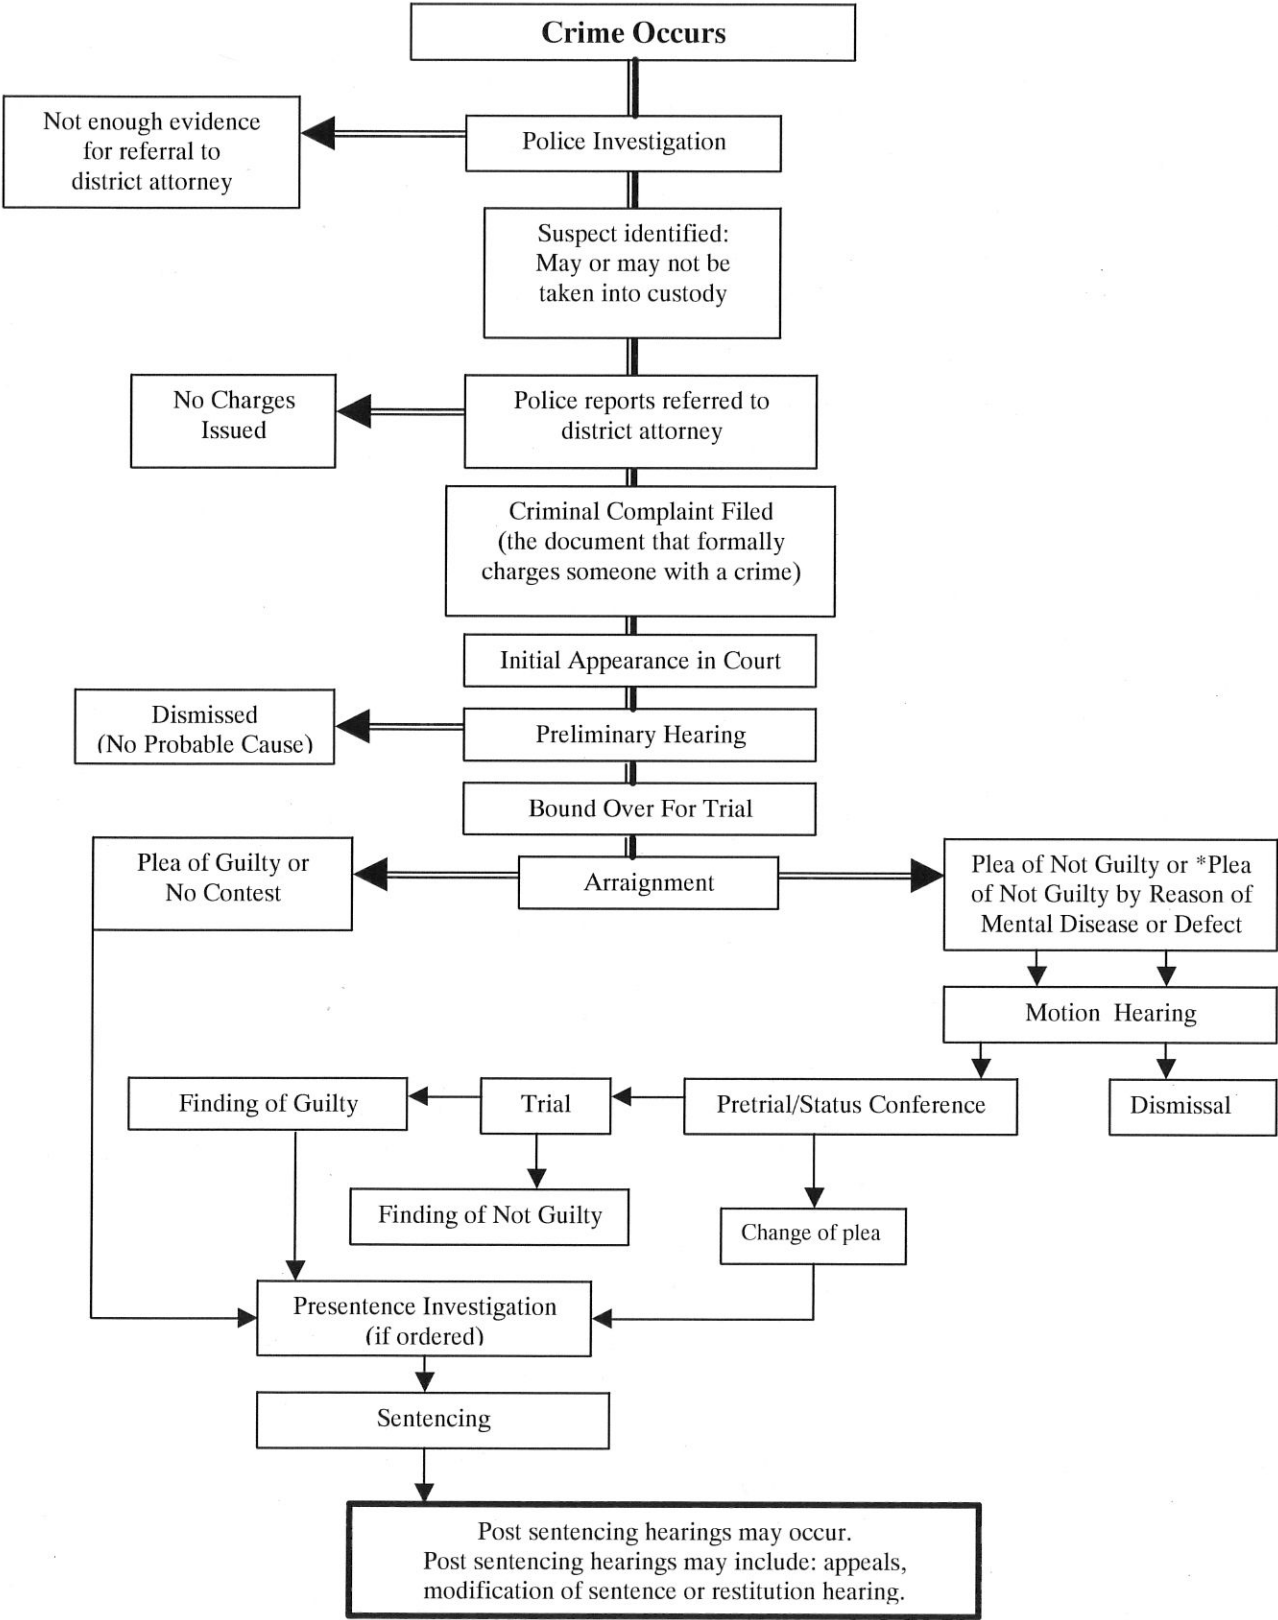 Crime Occurs
Not enough evidence
for referral to
district attorney
Police Investigation
Suspect identified:
May or may not be
taken into custody
No Charges
Issued
Police reports referred to
district attorney
Criminal Complaint Filed
(the document that formally
charges someone with a crime)
Initial Appearance in Court
Dismissed
(No Probable Cause)
Preliminary Hearing
Bound Over For Trial
Plea of Guilty or
No Contest
Arraignment
Plea of Not Guilty or *Plea
of Not Guilty by Reason of
Mental Disease or Defect
Motion Hearing
Finding of Guilty
Trial
Pretrial/Status Conference
Dismissal
Finding of Not Guilty
Change of plea
Presentence Investigation
(if ordered)
Sentencing
Post sentencing hearings may occur.
Post sentencing hearings may include: appeals,
modification of sentence or restitution hearing.